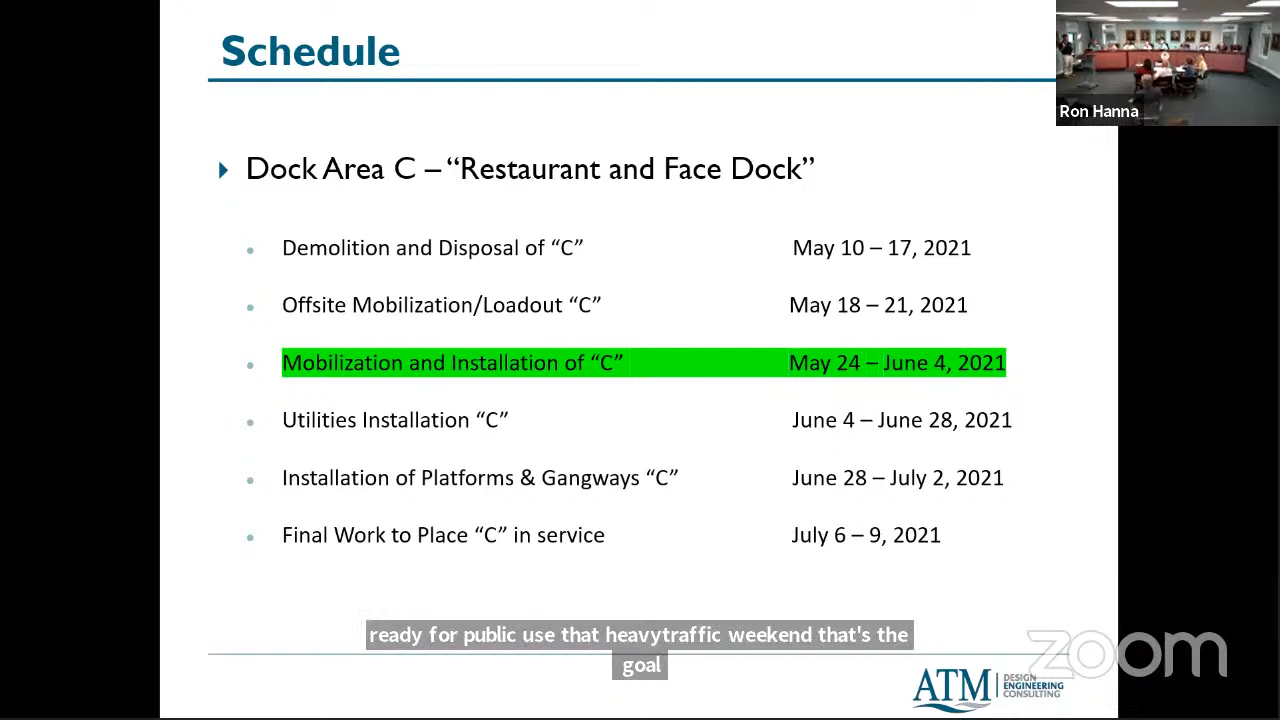 Schedule
Ron Hanna
Dock Area C – “Restaurant and Face Dock”
Demolition and Disposal of “C” May 10 – 17, 2021
Offsite Mobilization/Loadout “C” May 18 – 21, 2021
Mobilization and Installation of “C” May 24 – June 4, 2021
Utilities Installation “C” June 4 – June 28, 2021
Installation of Platforms & Gangways “C” June 28 – July 2, 2021
Final Work to Place “C” in service July 6 – 9, 2021
ready for public use that heavytraffic weekend that's the
goal
zoom
ATM DESIGN
ENGINEERING
CONSULTING